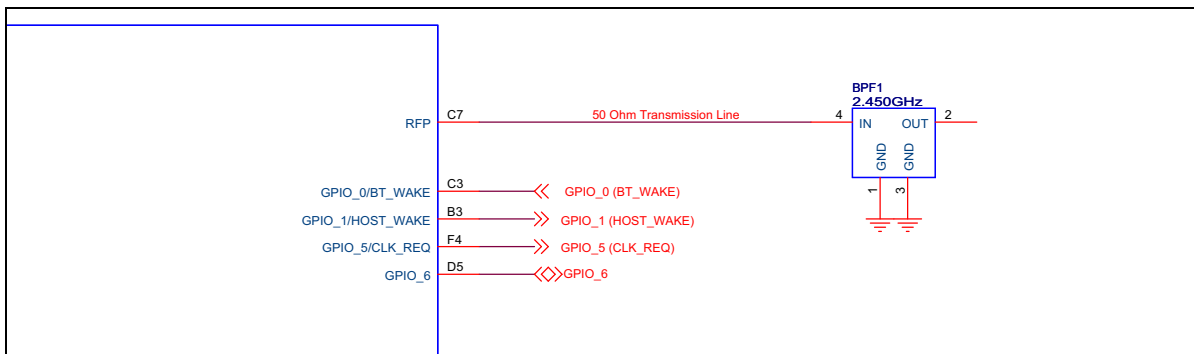 BPF1
2.450GHz
RFP C7 50 Ohm Transmission Line 4 IN OUT 2
GND GND
1 3
GPIO_0/BT_WAKE C3 GPIO_0 (BT_WAKE)
GPIO_1/HOST_WAKE B3 GPIO_1 (HOST_WAKE)
GPIO_5/CLK_REQ F4 GPIO_5 (CLK_REQ)
GPIO_6 D5 GPIO_6